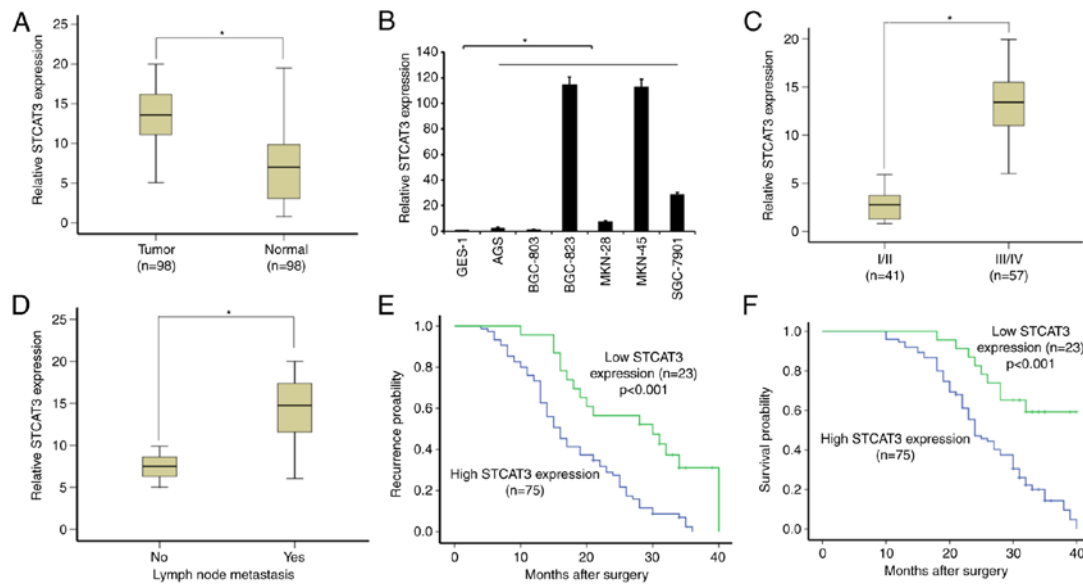 A
Relative STCAT3 expression
25
20
15
10
5
0
*
Tumor
(n=98)
Normal
(n=98)
B
Relative STCAT3 expression
140
120
100
80
60
40
20
0
*
GES-1
AGS
BGC-803
BGC-823
MKN-28
MKN-45
SGC-7901
C
Relative STCAT3 expression
20
15
10
5
0
*
I/II
(n=41)
III/IV
(n=57)
D
Relative STCAT3 expression
25
20
15
10
5
0
*
No
Yes
Lymph node metastasis
E
Recurrence proability
1.0
0.8
0.6
0.4
0.2
0.0
Low STCAT3
expression (n=23)
p<0.001
High STCAT3 expression
(n=75)
0
10
20
30
40
Months after surgery
F
Survival proability
1.0
0.8
0.6
0.4
0.2
0.0
Low STCAT3
expression (n=23)
p<0.001
High STCAT3 expression
(n=75)
0
10
20
30
40
Months after surgery